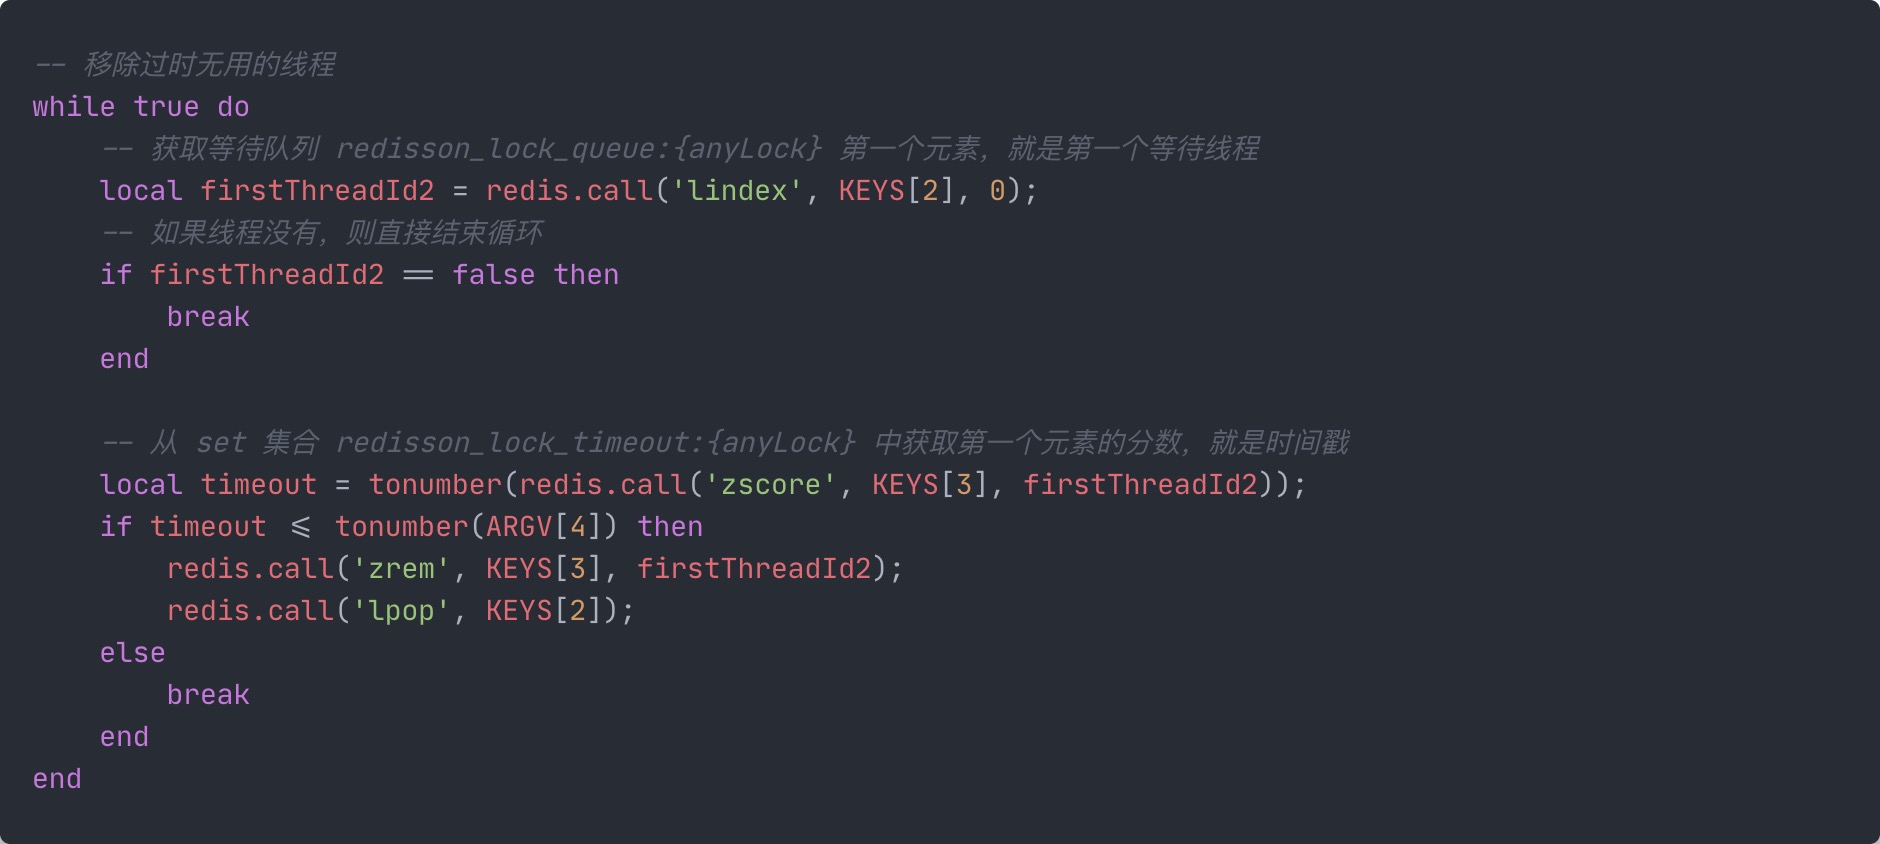 -- 移除过时无用的线程
while true do
    -- 获取等待队列 redisson_lock_queue:{anyLock} 第一个元素，就是第一个等待线程
    local firstThreadId2 = redis.call('lindex', KEYS[2], 0);
    -- 如果线程没有，则直接结束循环
    if firstThreadId2 == false then
        break
    end

    -- 从 set 集合 redisson_lock_timeout:{anyLock} 中获取第一个元素的分数，就是时间戳
    local timeout = tonumber(redis.call('zscore', KEYS[3], firstThreadId2));
    if timeout <= tonumber(ARGV[4]) then
        redis.call('zrem', KEYS[3], firstThreadId2);
        redis.call('lpop', KEYS[2]);
    else
        break
    end
end